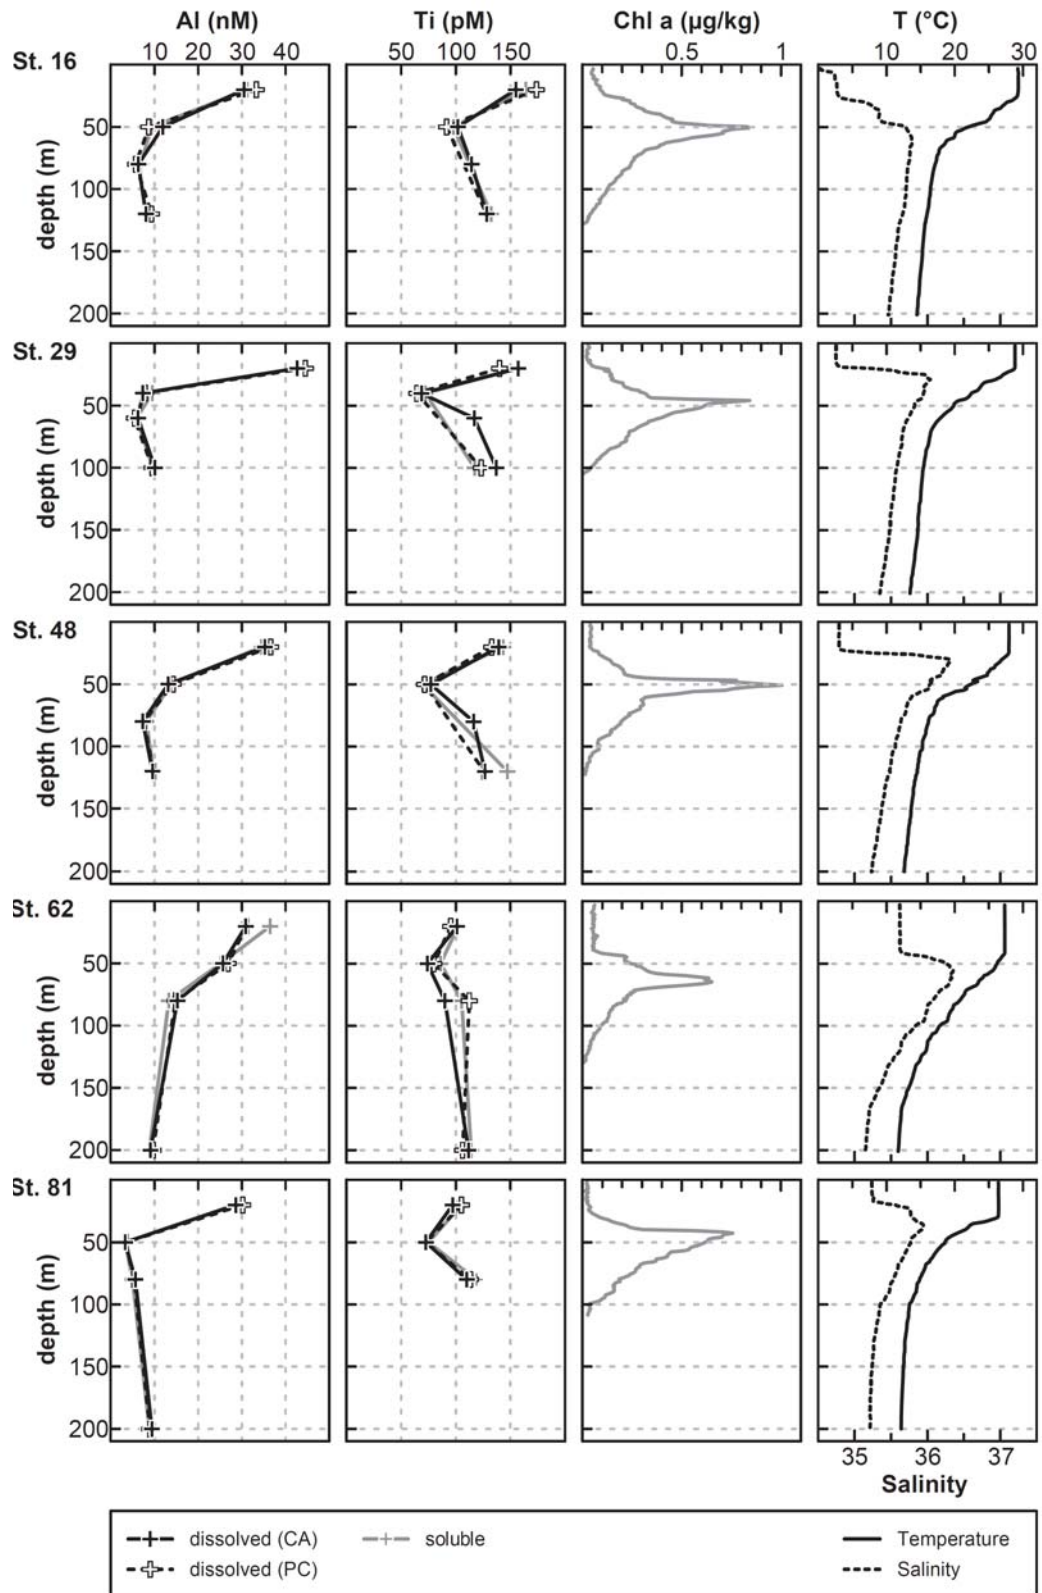 Al (nM) Ti (pM) Chl a (µg/kg) T (°C)
10 20 30 40 50 100 150 0.5 1 10 20 30
St. 16
depth (m)
50
100
150
200
St. 29
depth (m)
50
100
150
200
St. 48
depth (m)
50
100
150
200
St. 62
depth (m)
50
100
150
200
St. 81
depth (m)
50
100
150
200
35 36 37
Salinity
dissolved (CA) soluble Temperature
dissolved (PC) Salinity